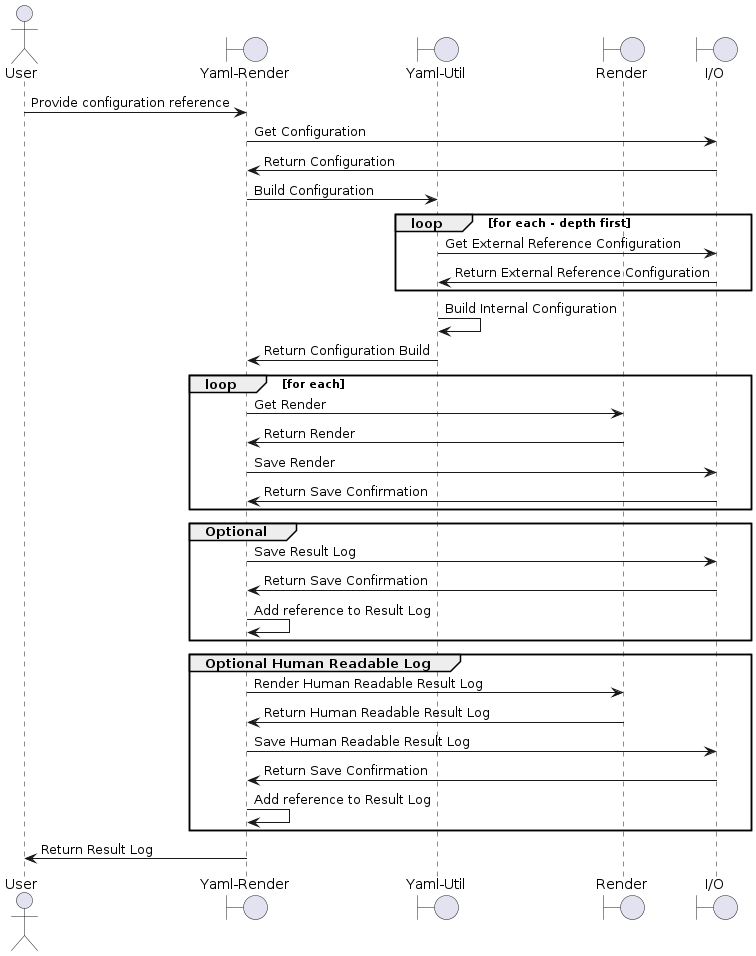 User
Yaml-Render
Yaml-Util
Render
I/O
Provide configuration reference
Get Configuration
Return Configuration
Build Configuration
loop [for each - depth first]
Get External Reference Configuration
Return External Reference Configuration
Build Internal Configuration
Return Configuration Build
loop [for each]
Get Render
Return Render
Save Render
Return Save Confirmation
Optional
Save Result Log
Return Save Confirmation
Add reference to Result Log
Optional Human Readable Log
Render Human Readable Result Log
Return Human Readable Result Log
Save Human Readable Result Log
Return Save Confirmation
Add reference to Result Log
Return Result Log
User
Yaml-Render
Yaml-Util
Render
I/O